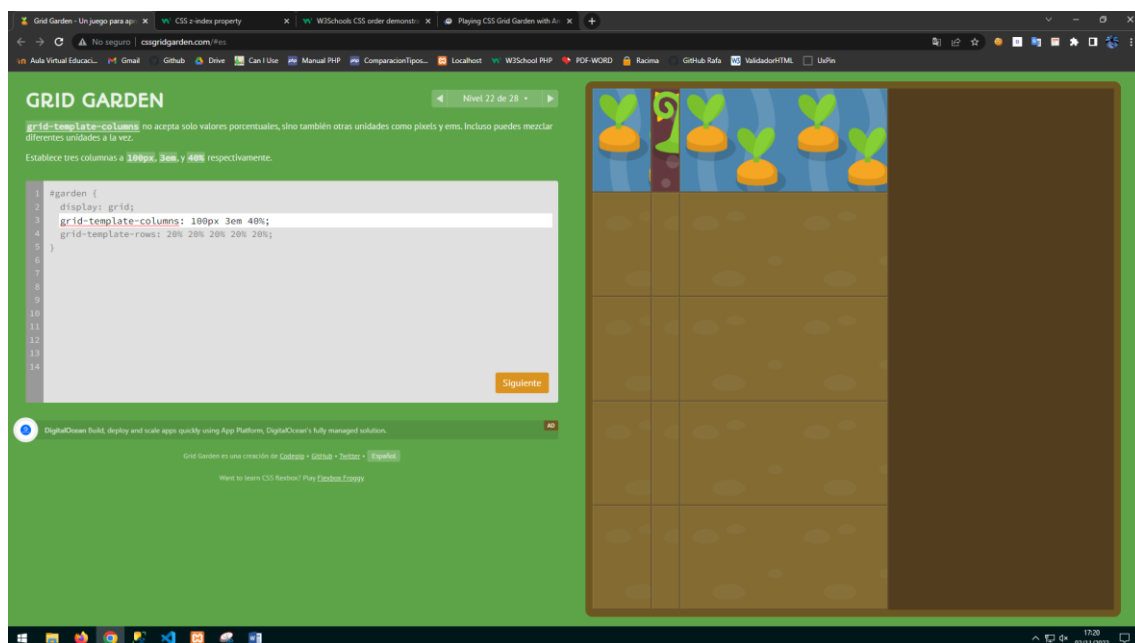 Grid Garden - Un juego para apr
CSS z-index property
W3Schools CSS order demonstr
Playing CSS Grid Garden with An
No seguro | cssgridgarden.com/#es
Aula Virtual Educaci...
Gmail
Github
Drive
Can I Use
Manual PHP
ComparacionTipos...
Localhost
W3School PHP
PDF-WORD
Racima
GitHub Rafa
ValidadorHTML
UxPin
GRID GARDEN
Nivel 22 de 28
grid-template-columns no acepta solo valores porcentuales, sino también otras unidades como pixels y ems. Incluso puedes mezclar
diferentes unidades a la vez.
Establece tres columnas a 100px, 3em, y 40% respectivamente.
1 #garden {
2 display: grid;
3 grid-template-columns: 100px 3em 40%;
4 grid-template-rows: 20% 20% 20% 20% 20%;
5 }
6
7
8
9
10
11
12
13
14
Siguiente
DigitalOcean Build, deploy and scale apps quickly using App Platform, DigitalOcean's fully managed solution.
AD
Grid Garden es una creación de Codepip • GitHub • Twitter • Español
Want to learn CSS flexbox? Play Flexbox Froggy.
17:20